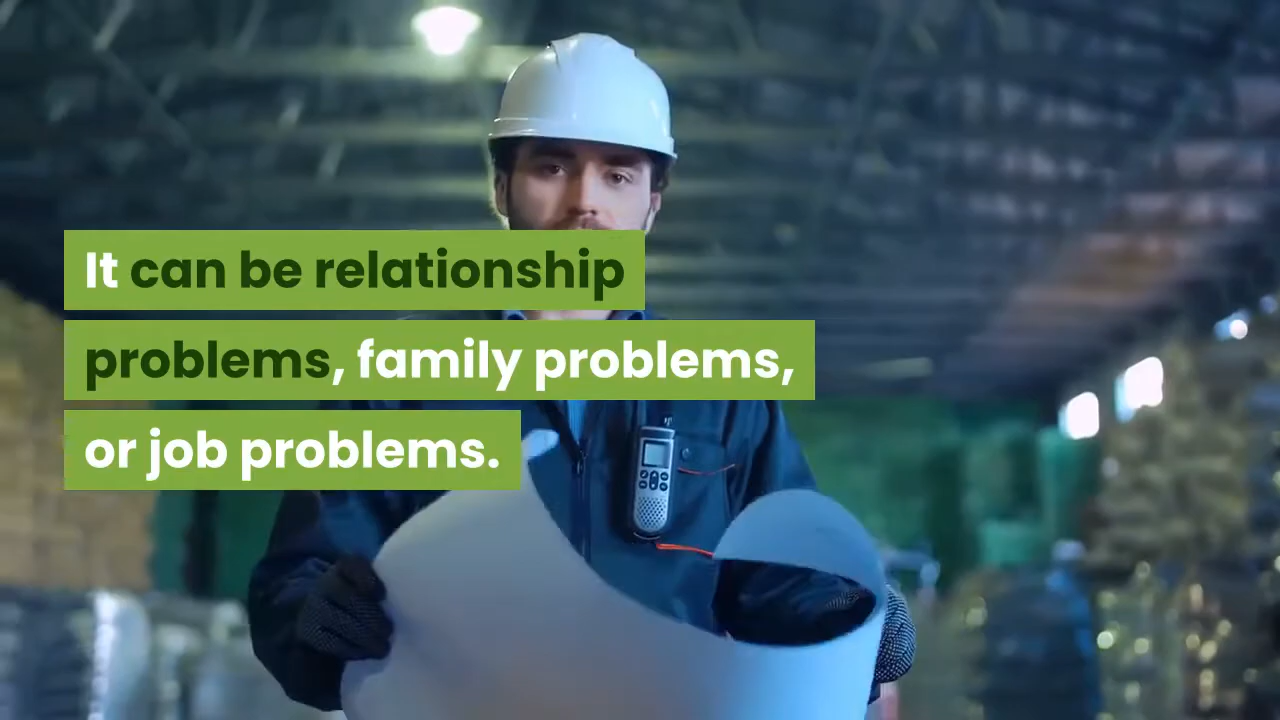 It can be relationship
problems, family problems,
or job problems.